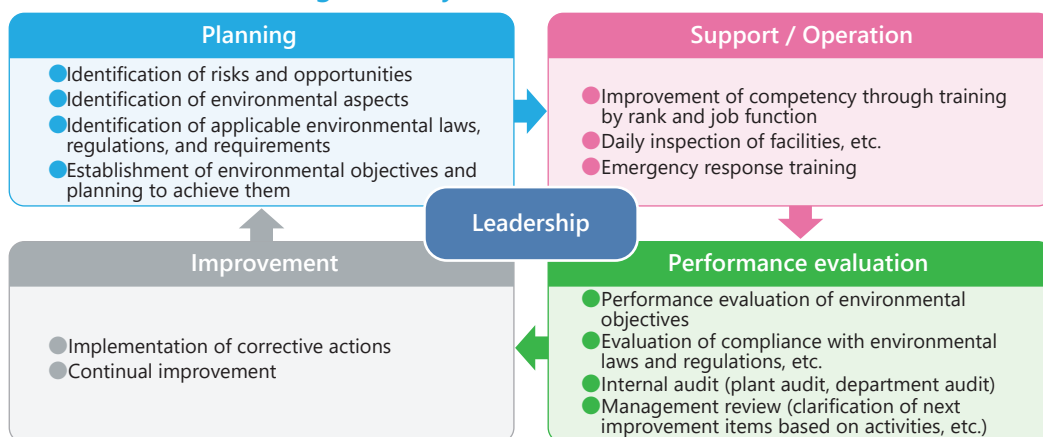 Planning
Identification of risks and opportunities
Identification of environmental aspects
Identification of applicable environmental laws,
regulations, and requirements
Establishment of environmental objectives and
planning to achieve them
Support / Operation
Improvement of competency through training
by rank and job function
Daily inspection of facilities, etc.
Emergency response training
Leadership
Improvement
Implementation of corrective actions
Continual improvement
Performance evaluation
Performance evaluation of environmental
objectives
Evaluation of compliance with environmental
laws and regulations, etc.
Internal audit (plant audit, department audit)
Management review (clarification of next
improvement items based on activities, etc.)